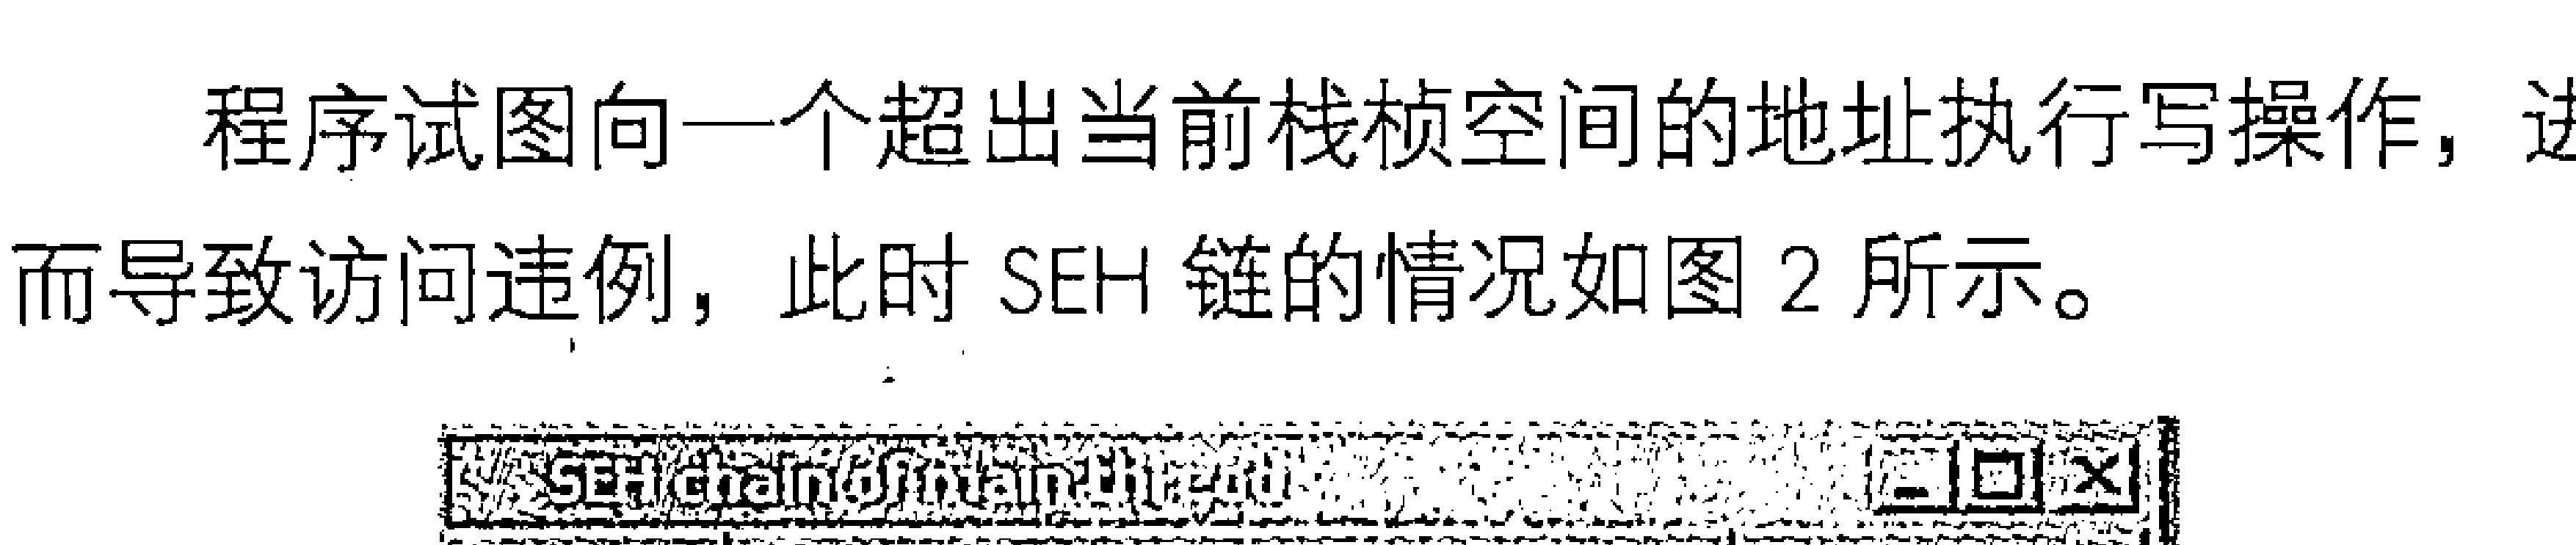 程序试图向一个超出当前栈桢空间的地址执行写操作，进
而导致访问违例，此时 SEH 链的情况如图 2 所示。
SEH chain of main thread